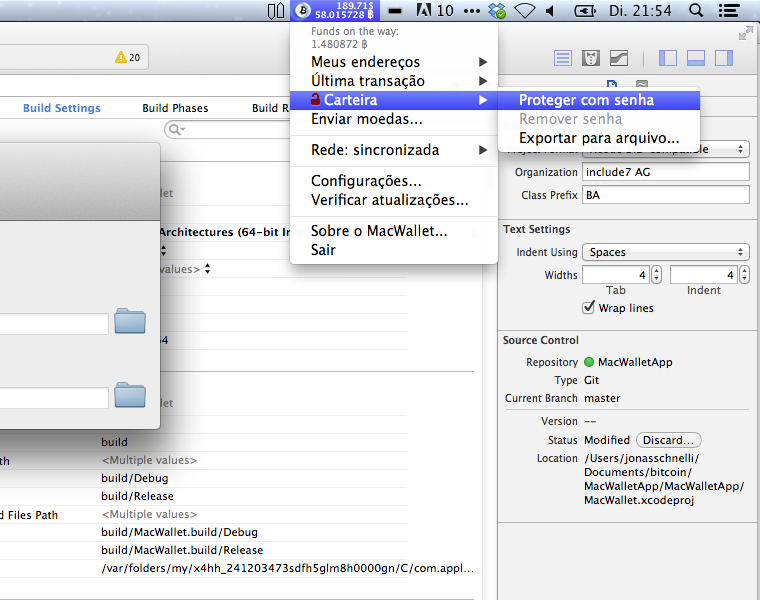 189.71$
58.015728 ฿
10
Di. 21:54
Funds on the way:
1.480872 ฿
Meus endereços
Última transação
Carteira
Enviar moedas...
Rede: sincronizada
Configurações...
Verificar atualizações...
Sobre o MacWallet...
Sair
Proteger com senha
Remover senha
Exportar para arquivo...
20
Build Settings
Build Phases
Build R
Architectures (64-bit In
values>
64
build
th
<Multiple values>
build/Debug
build/Release
d Files Path
<Multiple values>
build/MacWallet.build/Debug
build/MacWallet.build/Release
/var/folders/my/x4hh_241203473sdfh5glm8h0000gn/C/com.appl...
Organization
include7 AG
Class Prefix
BA
Text Settings
Indent Using
Spaces
Widths
4
4
Tab
Indent
Wrap lines
Source Control
Repository
MacWalletApp
Type
Git
Current Branch
master
Version
--
Status
Modified
Discard...
Location
/Users/jonasschnelli/
Documents/bitcoin/
MacWalletApp/MacWalletApp/
MacWallet.xcodeproj